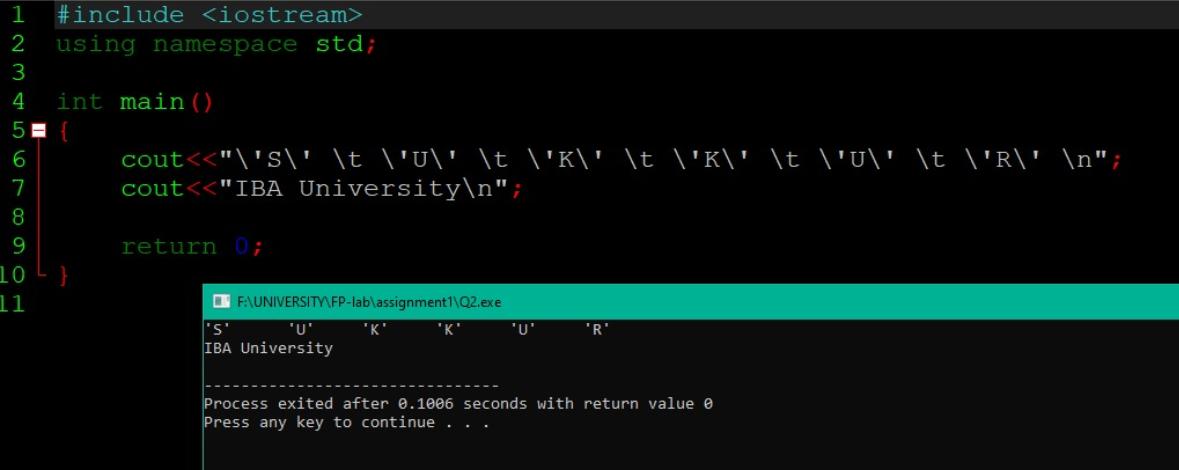 1 #include <iostream>
2 using namespace std;
3
4 int main()
5 {
6 cout<<"\'S\' \t \'U\' \t \'K\' \t \'K\' \t \'U\' \t \'R\' \n";
7 cout<<"IBA University\n";
8
9 return 0;
10 }
11
F:\UNIVERSITY\FP-lab\assignment1\Q2.exe
'S' 'U' 'K' 'K' 'U' 'R'
IBA University
--------------------------------
Process exited after 0.1006 seconds with return value 0
Press any key to continue . . .